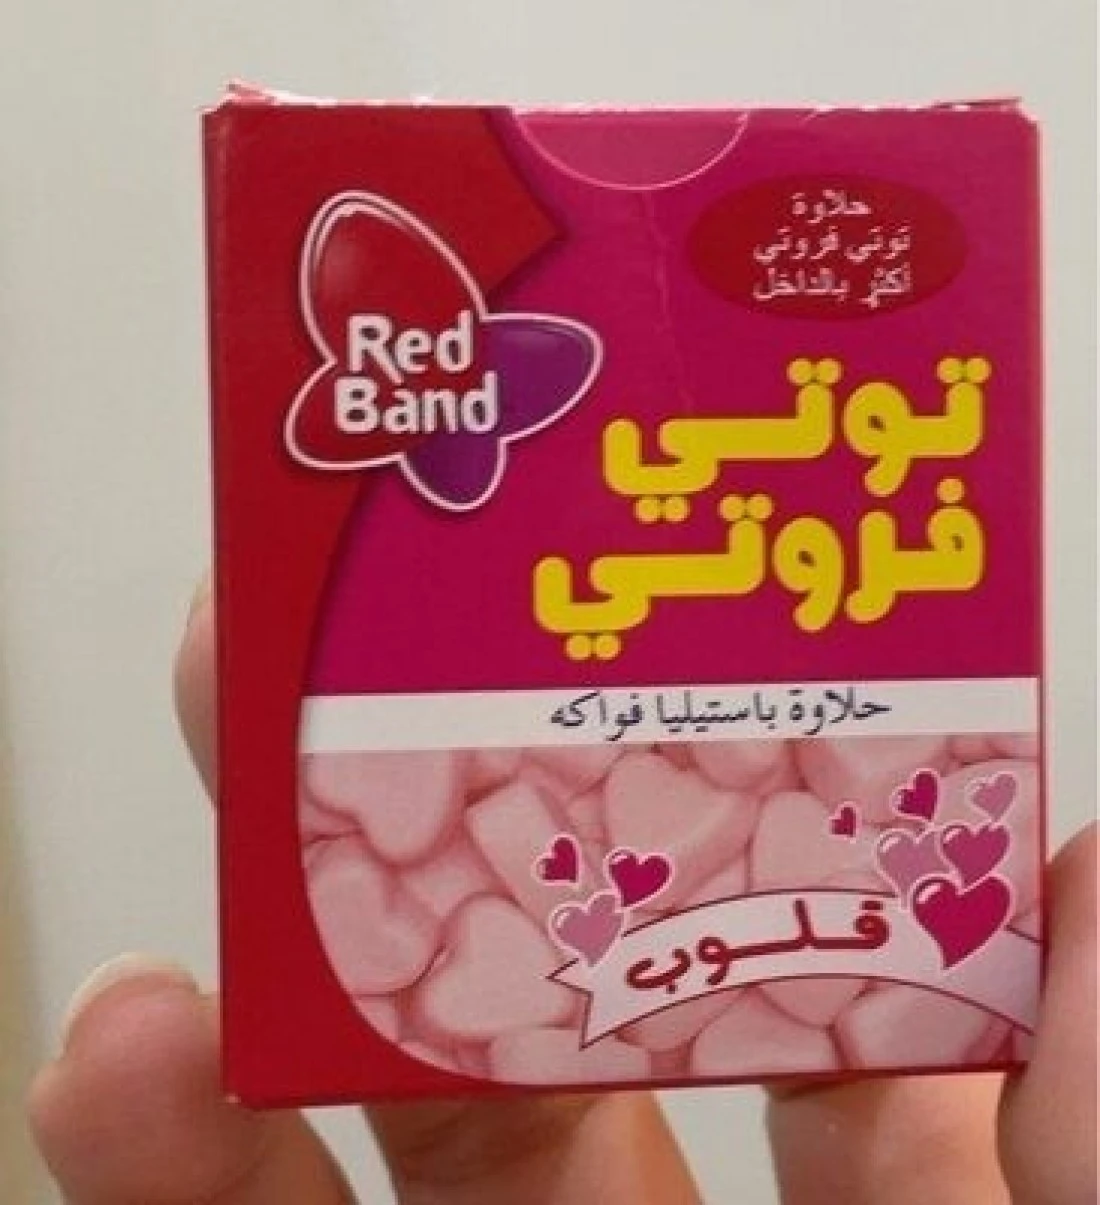 Red
Band
حلاوة
توتي فروتي
أكثر بالداخل
توتي
فروتي
حلاوة باستيليا فواكه
قلوب